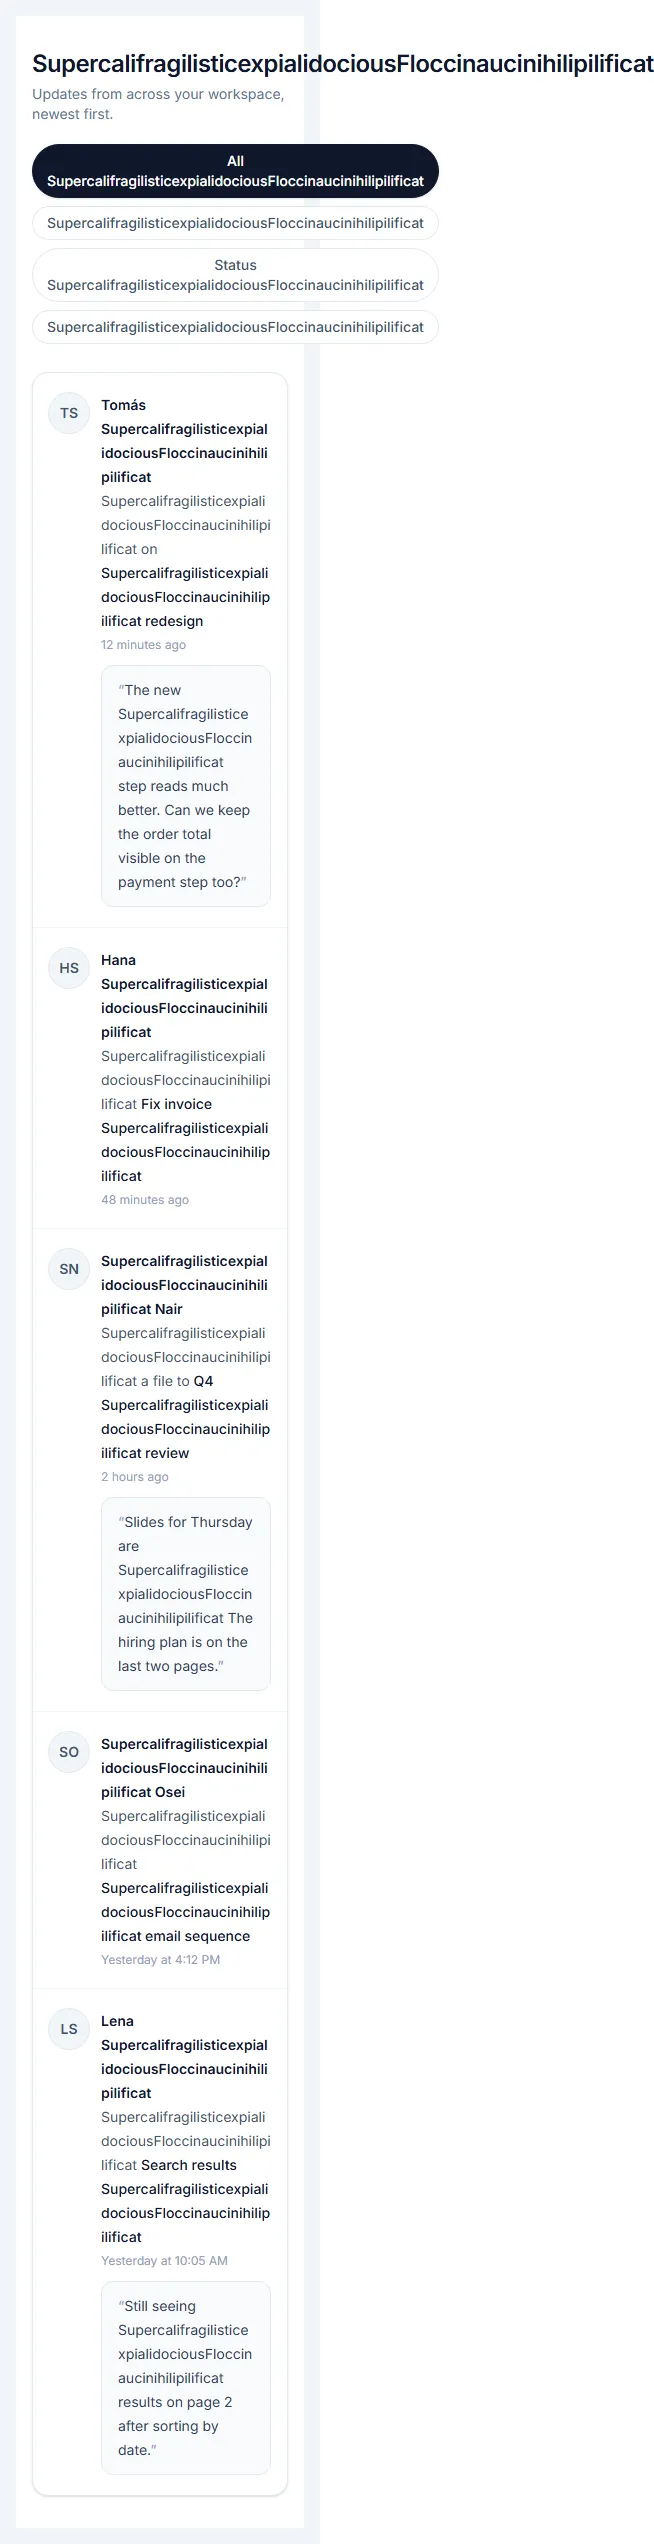 SupercalifragilisticexpialidociousFloccinaucinihilipilificat
Updates from across your workspace,
newest first.
All
SupercalifragilisticexpialidociousFloccinaucinihilipilificat
SupercalifragilisticexpialidociousFloccinaucinihilipilificat
Status
SupercalifragilisticexpialidociousFloccinaucinihilipilificat
SupercalifragilisticexpialidociousFloccinaucinihilipilificat
TS
Tomás
Supercalifragilisticexpial
idociousFloccinaucinihili
pilificat
Supercalifragilisticexpiali
dociousFloccinaucinihilipi
lificat on
Supercalifragilisticexpiali
dociousFloccinaucinihilip
ilificat redesign
12 minutes ago
"The new
Supercalifragilistice
xpialidociousFloccin
aucinihilipilificat
step reads much
better. Can we keep
the order total
visible on the
payment step too?"
HS
Hana
Supercalifragilisticexpial
idociousFloccinaucinihili
pilificat
Supercalifragilisticexpiali
dociousFloccinaucinihilipi
lificat Fix invoice
Supercalifragilisticexpiali
dociousFloccinaucinihilip
ilificat
48 minutes ago
SN
Supercalifragilisticexpial
idociousFloccinaucinihili
pilificat Nair
Supercalifragilisticexpiali
dociousFloccinaucinihilipi
lificat a file to Q4
Supercalifragilisticexpiali
dociousFloccinaucinihilip
ilificat review
2 hours ago
"Slides for Thursday
are
Supercalifragilistice
xpialidociousFloccin
aucinihilipilificat The
hiring plan is on the
last two pages."
SO
Supercalifragilisticexpial
idociousFloccinaucinihili
pilificat Osei
Supercalifragilisticexpiali
dociousFloccinaucinihilipi
lificat
Supercalifragilisticexpiali
dociousFloccinaucinihilip
ilificat email sequence
Yesterday at 4:12 PM
LS
Lena
Supercalifragilisticexpial
idociousFloccinaucinihili
pilificat
Supercalifragilisticexpiali
dociousFloccinaucinihilipi
lificat Search results
Supercalifragilisticexpiali
dociousFloccinaucinihilip
ilificat
Yesterday at 10:05 AM
"Still seeing
Supercalifragilistice
xpialidociousFloccin
aucinihilipilificat
results on page 2
after sorting by
date."